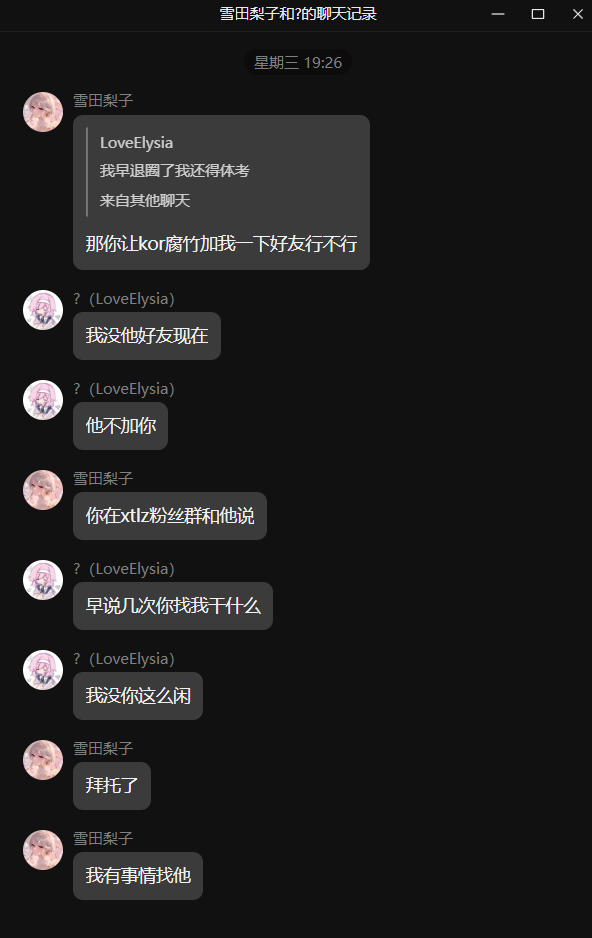 雪田梨子和?的聊天记录
星期三 19:26
雪田梨子
LoveElysia
我早退圈了我还得体考
来自其他聊天
那你让kor腐竹加我一下好友行不行
?（LoveElysia）
我没他好友现在
?（LoveElysia）
他不加你
雪田梨子
你在xtlz粉丝群和他说
?（LoveElysia）
早说几次你找我干什么
?（LoveElysia）
我没你这么闲
雪田梨子
拜托了
雪田梨子
我有事情找他